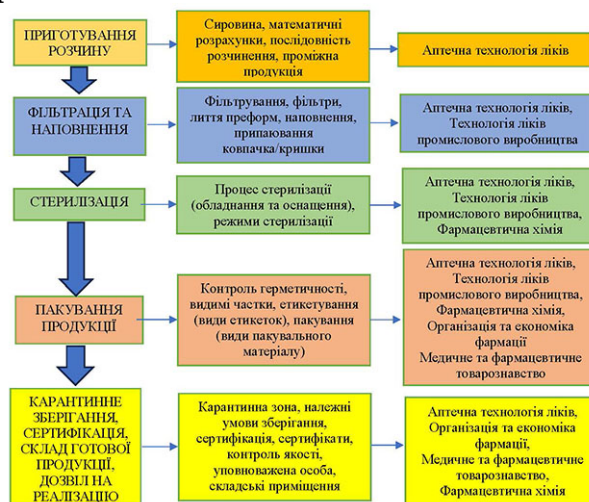 ПРИГОТУВАННЯ
РОЗЧИНУ
Сировина, математичні
розрахунки, послідовність
розчинення, проміжна
продукція
Аптечна технологія ліків
ФІЛЬТРАЦІЯ ТА
НАПОВНЕННЯ
Фільтрування, фільтри,
лиття преформ, наповнення,
припаювання
ковпачка/кришки
Аптечна технологія ліків,
Технологія ліків
промислового виробництва
СТЕРИЛІЗАЦІЯ
Процес стерилізації
(обладнання та оснащення),
режими стерилізації
Аптечна технологія ліків,
Технологія ліків
промислового виробництва,
Фармацевтична хімія
ПАКУВАННЯ
ПРОДУКЦІЇ
Контроль герметичності,
видимі частки, етикетування
(види етикеток), пакування
(види пакувального
матеріалу)
Аптечна технологія ліків,
Технологія ліків
промислового виробництва,
Фармацевтична хімія,
Організація та економіка
фармації
Медичне та фармацевтичне
товарознавство
КАРАНТИННЕ
ЗБЕРІГАННЯ,
СЕРТИФІКАЦІЯ,
СКЛАД ГОТОВОЇ
ПРОДУКЦІЇ,
ДОЗВІЛ НА
РЕАЛІЗАЦІЮ
Карантинна зона, належні
умови зберігання,
сертифікація, сертифікати,
контроль якості,
уповноважена особа,
складські приміщення
Аптечна технологія ліків,
Організація та економіка
фармації,
Медичне та фармацевтичне
товарознавство,
Фармацевтична хімія